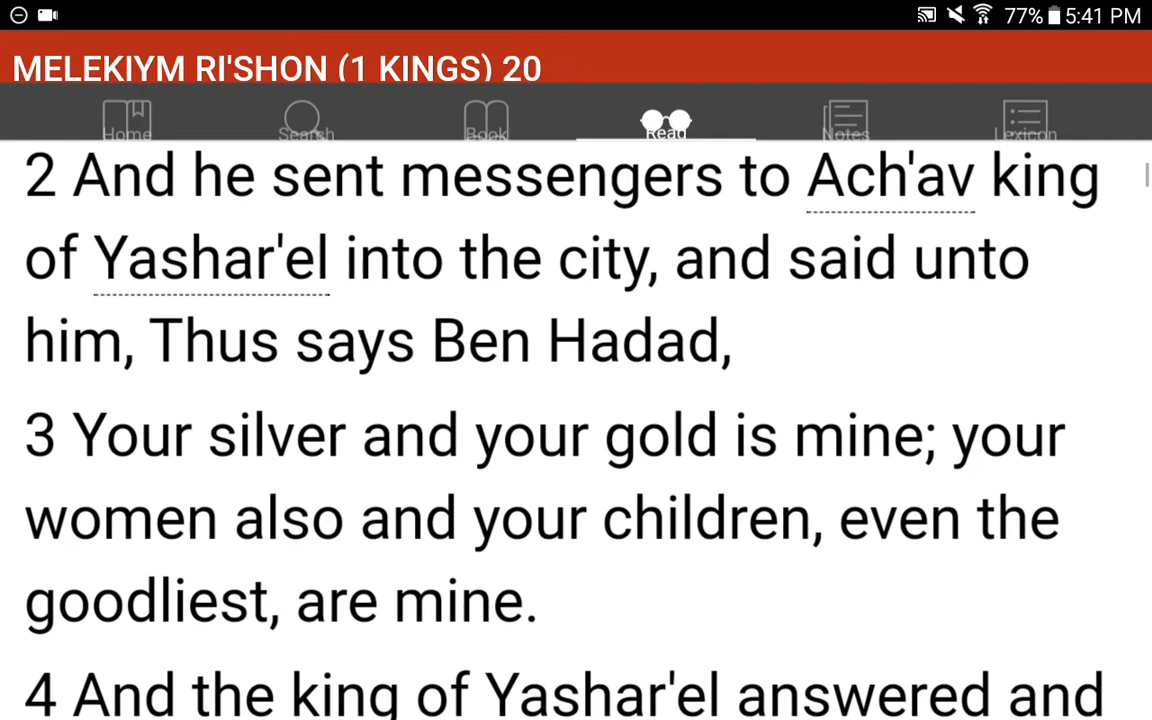 77% 5:41 PM
MELEKIYM RI'SHON (1 KINGS) 20
Home Search Book Read Notes Lexicon
2 And he sent messengers to Ach'av king
of Yashar'el into the city, and said unto
him, Thus says Ben Hadad,
3 Your silver and your gold is mine; your
women also and your children, even the
goodliest, are mine.
4 And the king of Yashar'el answered and